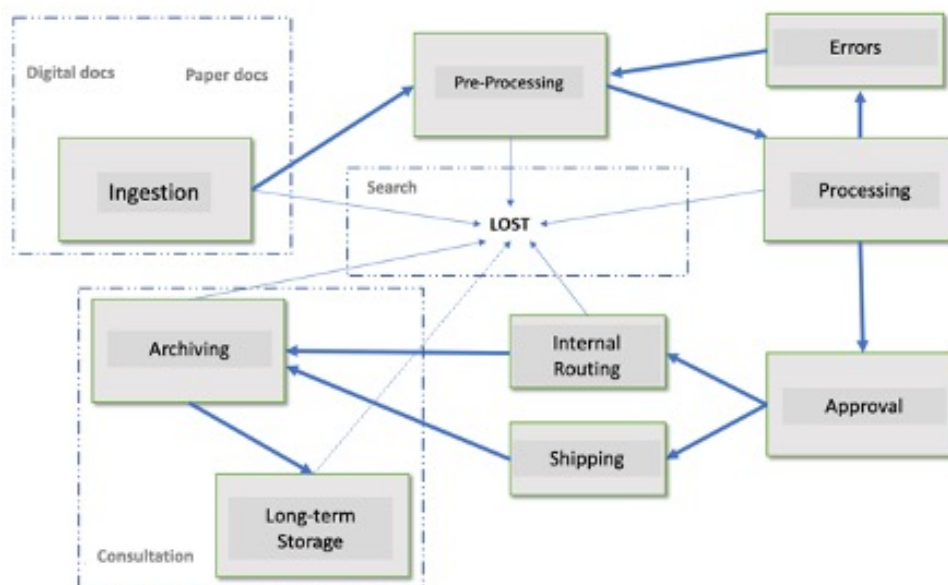 Digital docs
Paper docs
Ingestion
Pre-Processing
Errors
Processing
Search
LOST
Archiving
Internal
Routing
Approval
Shipping
Long-term
Storage
Consultation